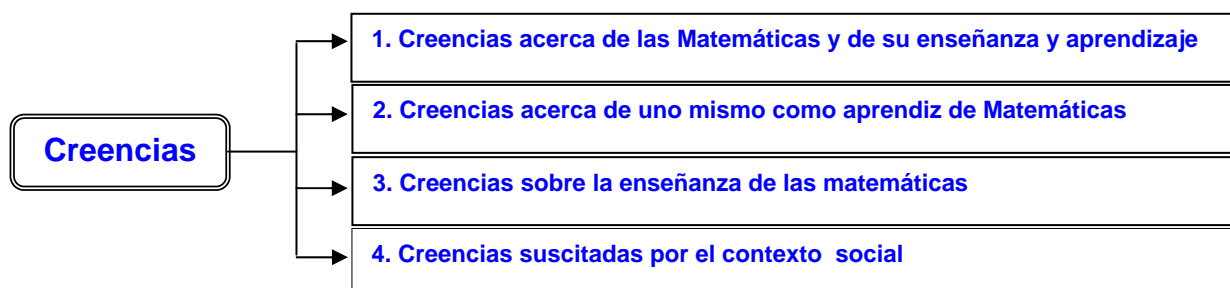 Creencias
1. Creencias acerca de las Matemáticas y de su enseñanza y aprendizaje
2. Creencias acerca de uno mismo como aprendiz de Matemáticas
3. Creencias sobre la enseñanza de las matemáticas
4. Creencias suscitadas por el contexto social